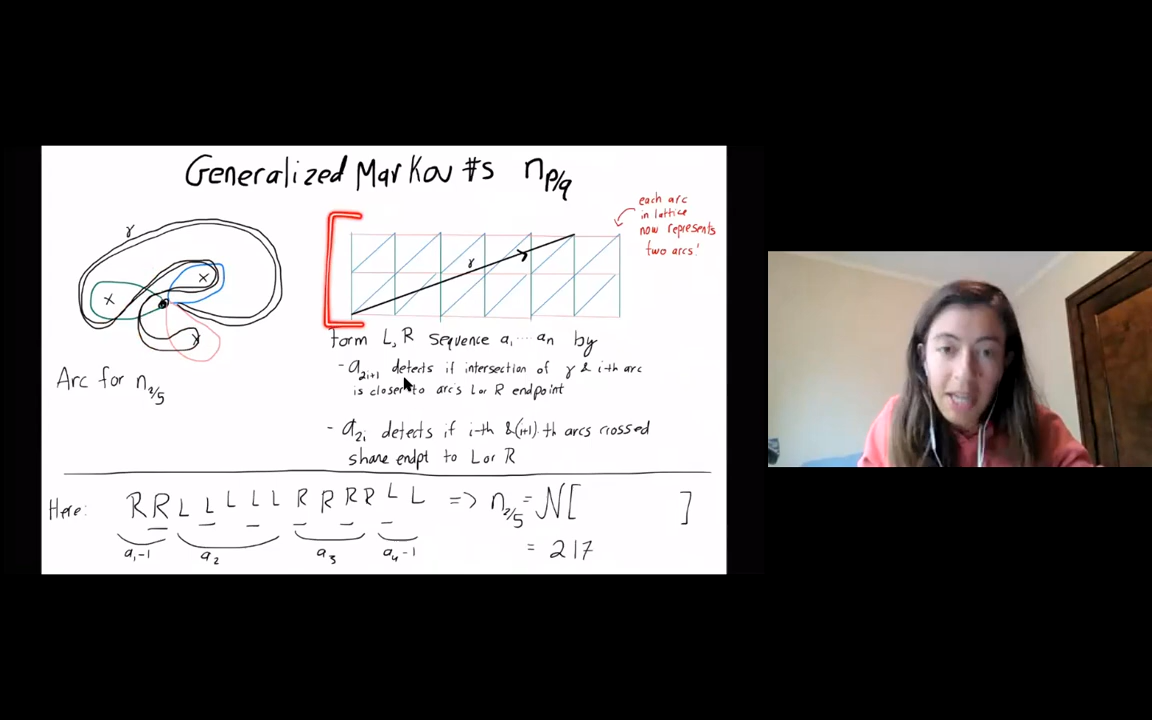 Generalized Markov #s n_{p/q}
γ
x
x
x
Arc for n_{2/5}
γ
each arc
in lattice
now represents
two arcs!
form L, R sequence a_1 ... a_n by
- a_{2i+1} detects if intersection of γ & i-th arc
is closer to arc's L or R endpoint
- a_{2i} detects if i-th & (i+1)-th arcs crossed
share endpt to L or R
Here: R R L L L L L R R R R L L => n_{2/5} = N[ ]
a_1-1 a_2 a_3 a_4-1
= 217